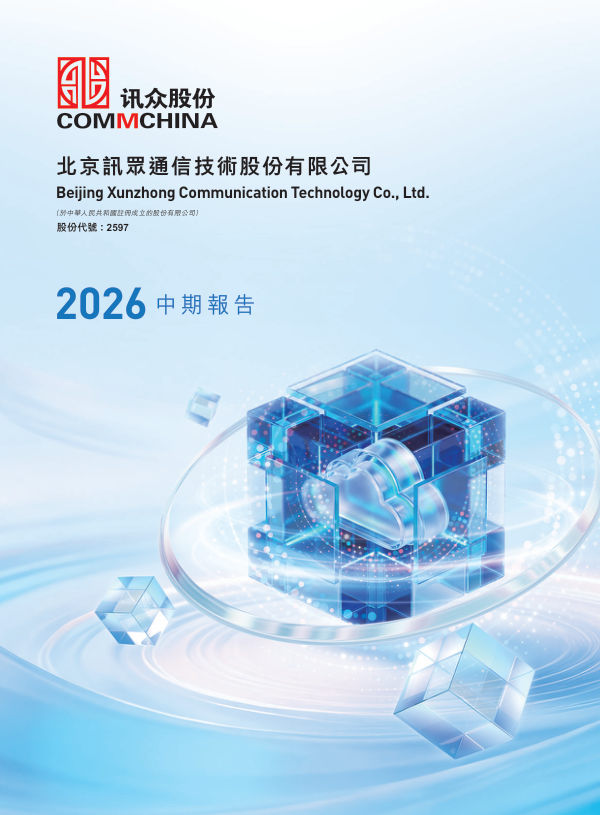 讯众股份
COMMCHINA
北京訊眾通信技術股份有限公司
Beijing Xunzhong Communication Technology Co., Ltd.
(於中華人民共和國註冊成立的股份有限公司)
股份代號：2597
2026 中期報告